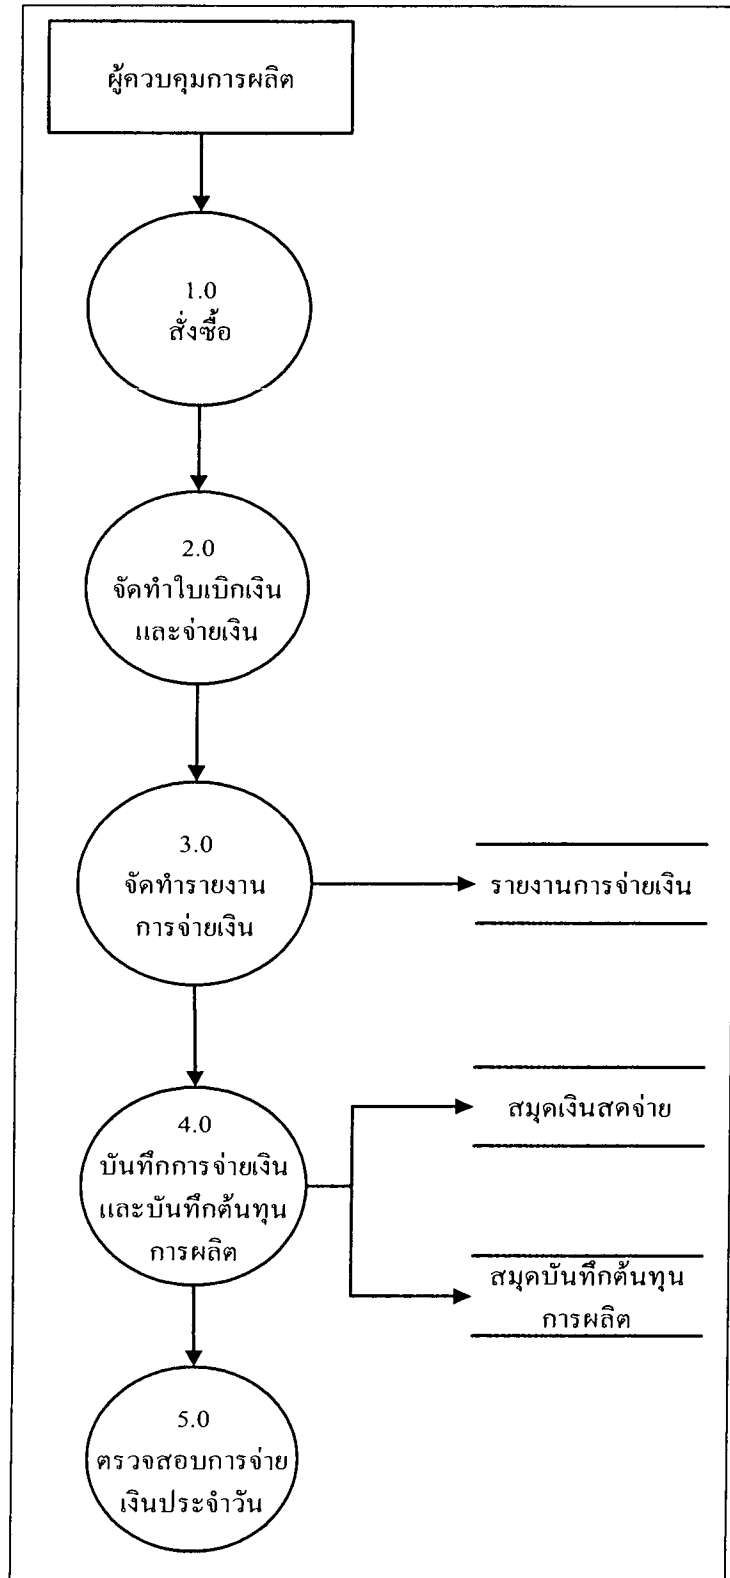 ผู้ควบคุมการผลิต
1.0
สั่งซื้อ
2.0
จัดทำใบเบิกเงิน
และจ่ายเงิน
3.0
จัดทำรายงาน
การจ่ายเงิน
รายงานการจ่ายเงิน
4.0
บันทึกการจ่ายเงิน
และบันทึกต้นทุน
การผลิต
สมุดเงินสดจ่าย
สมุดบันทึกต้นทุน
การผลิต
5.0
ตรวจสอบการจ่าย
เงินประจำวัน